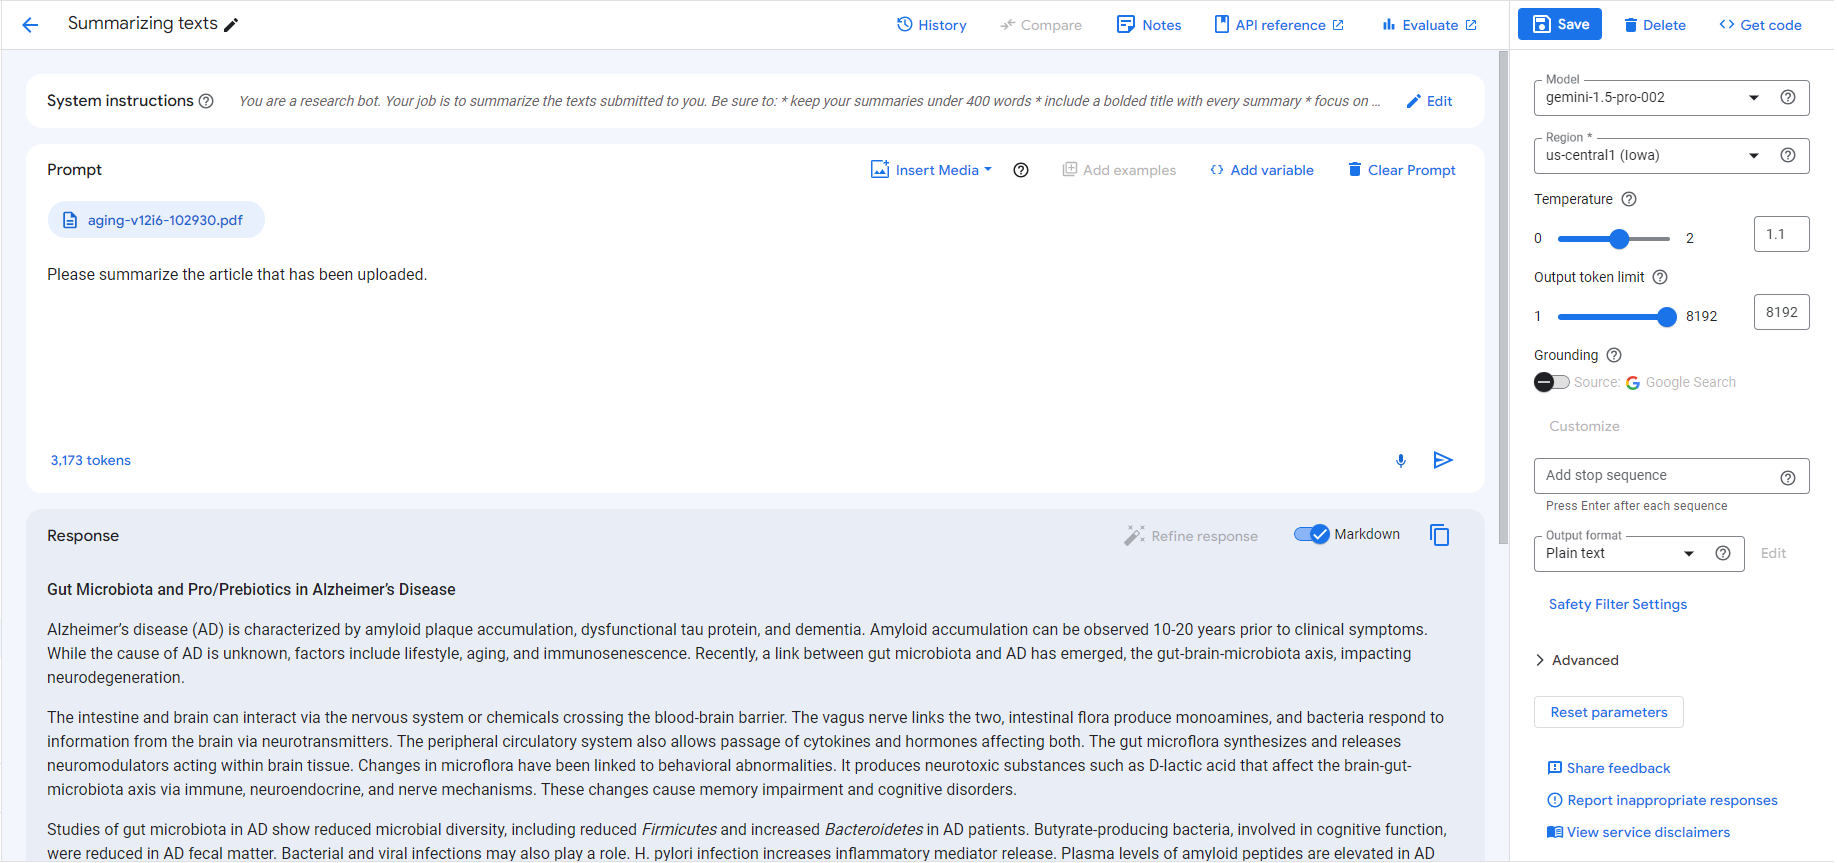 Summarizing texts
History
Compare
Notes
API reference
Evaluate
Save
Delete
Get code
System instructions
You are a research bot. Your job is to summarize the texts submitted to you. Be sure to: * keep your summaries under 400 words * include a bolded title with every summary * focus on ...
Edit
Prompt
Insert Media
Add examples
Add variable
Clear Prompt
aging-v12i6-102930.pdf
Please summarize the article that has been uploaded.
3,173 tokens
Response
Refine response
Markdown
Gut Microbiota and Pro/Prebiotics in Alzheimer’s Disease
Alzheimer’s disease (AD) is characterized by amyloid plaque accumulation, dysfunctional tau protein, and dementia. Amyloid accumulation can be observed 10-20 years prior to clinical symptoms.
While the cause of AD is unknown, factors include lifestyle, aging, and immunosenescence. Recently, a link between gut microbiota and AD has emerged, the gut-brain-microbiota axis, impacting
neurodegeneration.
The intestine and brain can interact via the nervous system or chemicals crossing the blood-brain barrier. The vagus nerve links the two, intestinal flora produce monoamines, and bacteria respond to
information from the brain via neurotransmitters. The peripheral circulatory system also allows passage of cytokines and hormones affecting both. The gut microflora synthesizes and releases
neuromodulators acting within brain tissue. Changes in microflora have been linked to behavioral abnormalities. It produces neurotoxic substances such as D-lactic acid that affect the brain-gut-
microbiota axis via immune, neuroendocrine, and nerve mechanisms. These changes cause memory impairment and cognitive disorders.
Studies of gut microbiota in AD show reduced microbial diversity, including reduced Firmicutes and increased Bacteroidetes in AD patients. Butyrate-producing bacteria, involved in cognitive function,
were reduced in AD fecal matter. Bacterial and viral infections may also play a role. H. pylori infection increases inflammatory mediator release. Plasma levels of amyloid peptides are elevated in AD
Model
gemini-1.5-pro-002
Region *
us-central1 (Iowa)
Temperature
0
2
1.1
Output token limit
1
8192
8192
Grounding
Source: Google Search
Customize
Add stop sequence
Press Enter after each sequence
Output format
Plain text
Edit
Safety Filter Settings
Advanced
Reset parameters
Share feedback
Report inappropriate responses
View service disclaimers